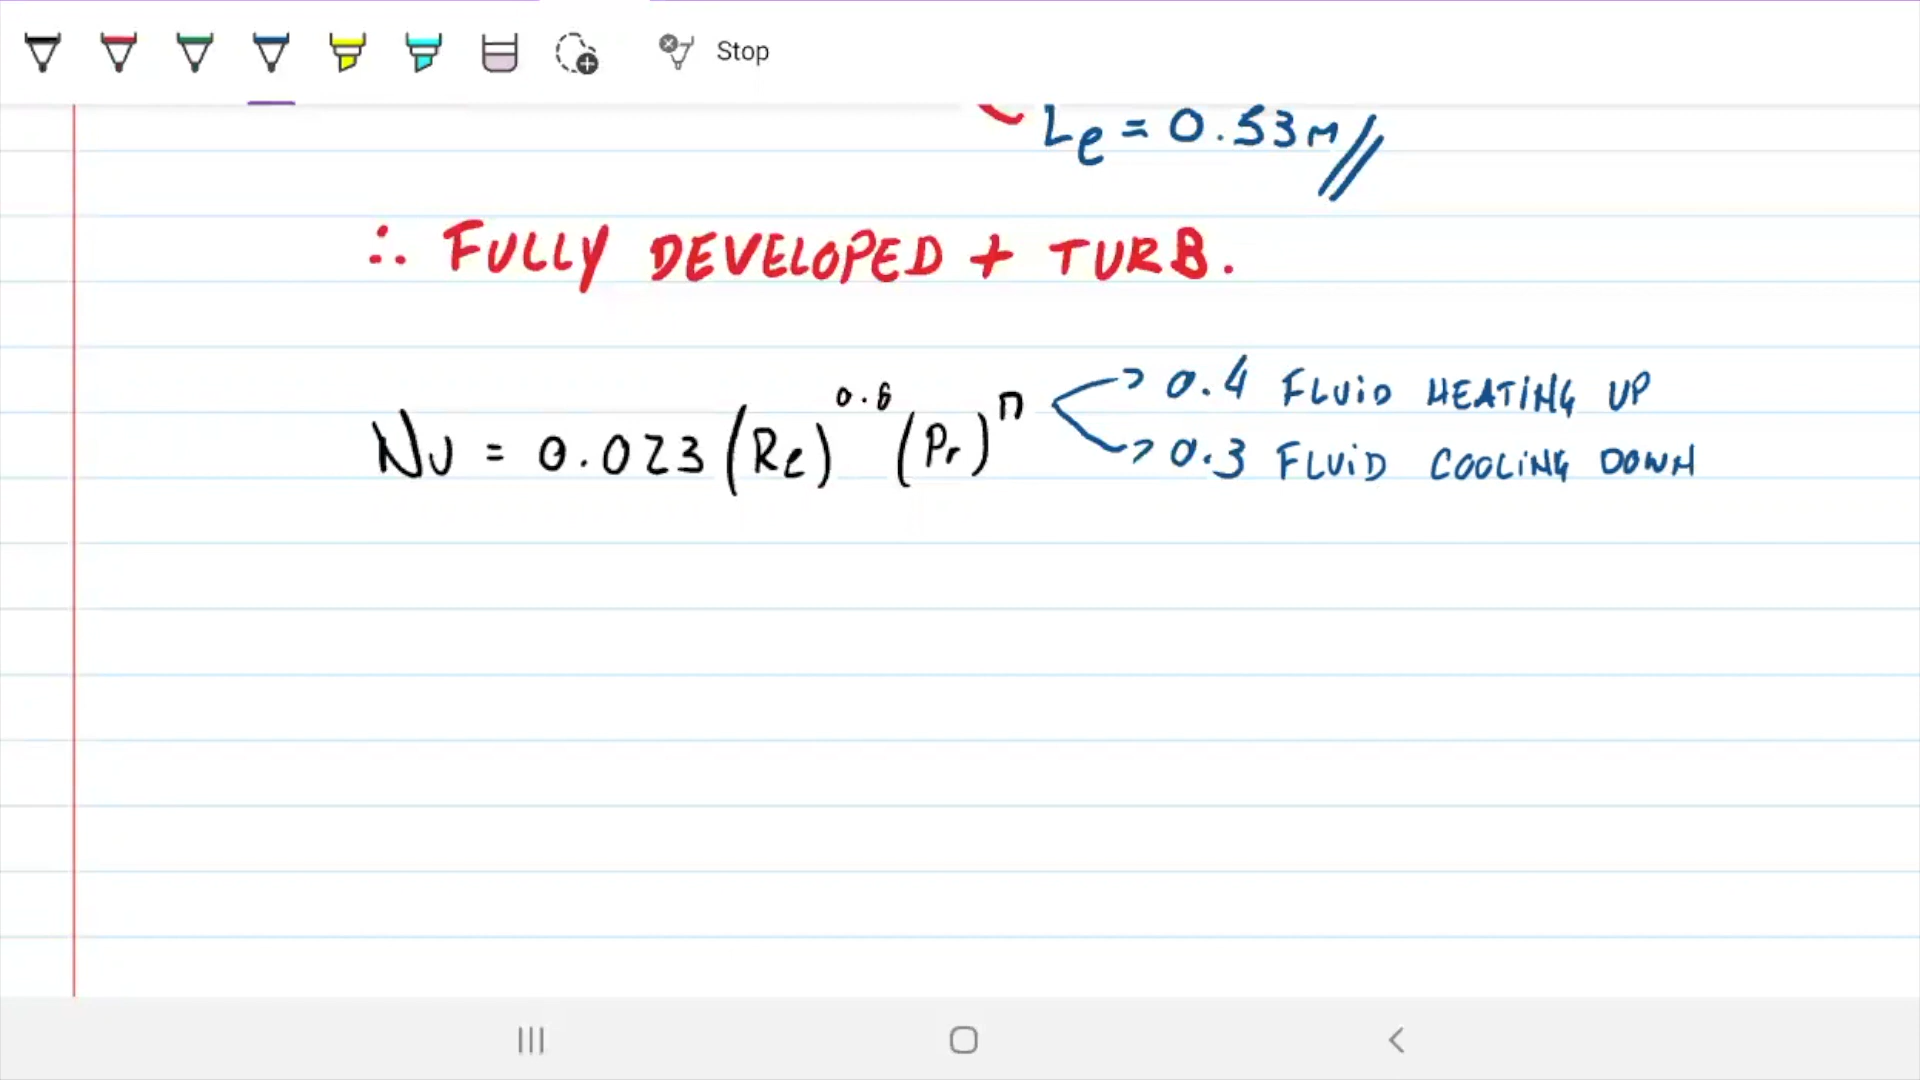 Stop
Le = 0.53m
∴ FULLY DEVELOPED + TURB.
Nu = 0.023 (Re)^0.8 (Pr)^n
0.4 FLUID HEATING UP
0.3 FLUID COOLING DOWN